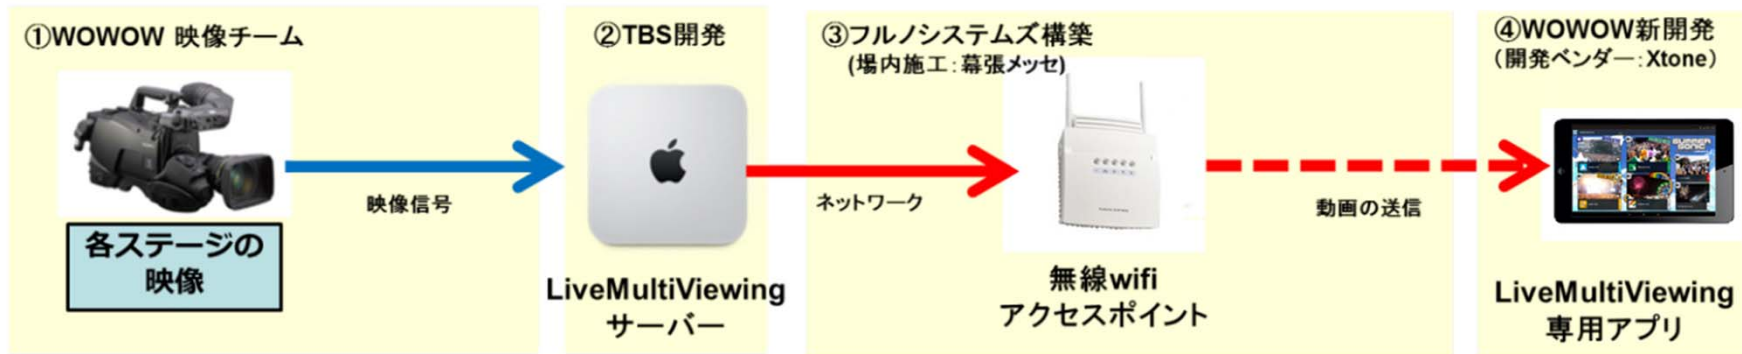 ①WOWOW 映像チーム
各ステージの
映像
映像信号
②TBS開発
LiveMultiViewing
サーバー
ネットワーク
③フルノシステムズ構築
(場内施工:幕張メッセ)
無線wifi
アクセスポイント
動画の送信
④WOWOW新開発
(開発ベンダー:Xtone)
SUMMER
SONIC
LiveMultiViewing
専用アプリ